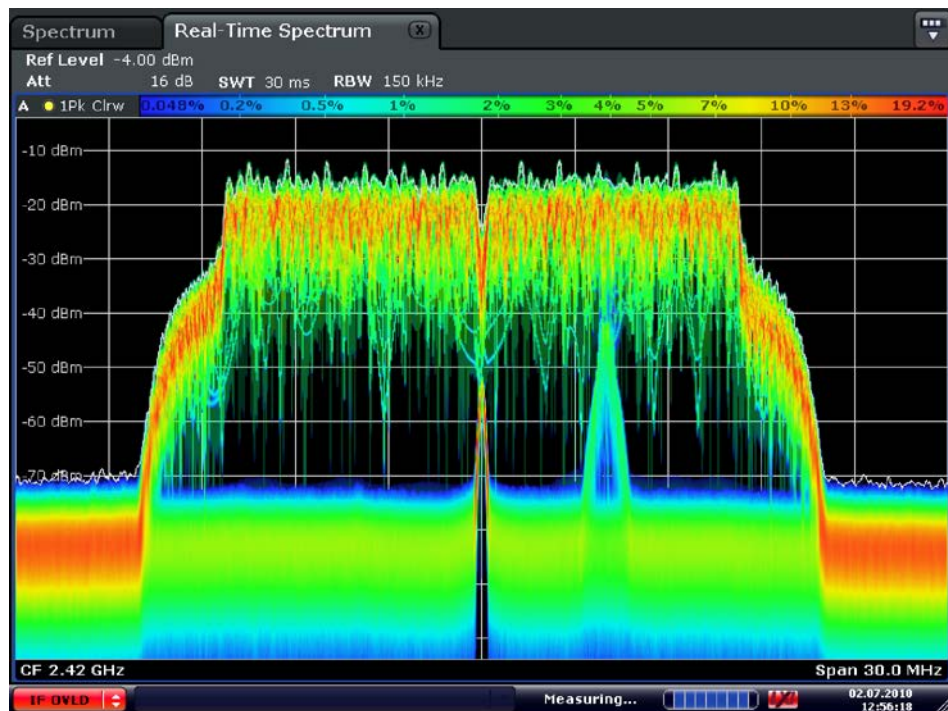 Spectrum Real-Time Spectrum X
Ref Level -4.00 dBm
Att 16 dB SWT 30 ms RBW 150 kHz
A 1Pk Clrw 0.048% 0.2% 0.5% 1% 2% 3% 4% 5% 7% 10% 13% 19.2%
-10 dBm
-20 dBm
-30 dBm
-40 dBm
-50 dBm
-60 dBm
-70 dBm
CF 2.42 GHz Span 30.0 MHz
IF OVLD Measuring... 02.07.2010
12:56:18